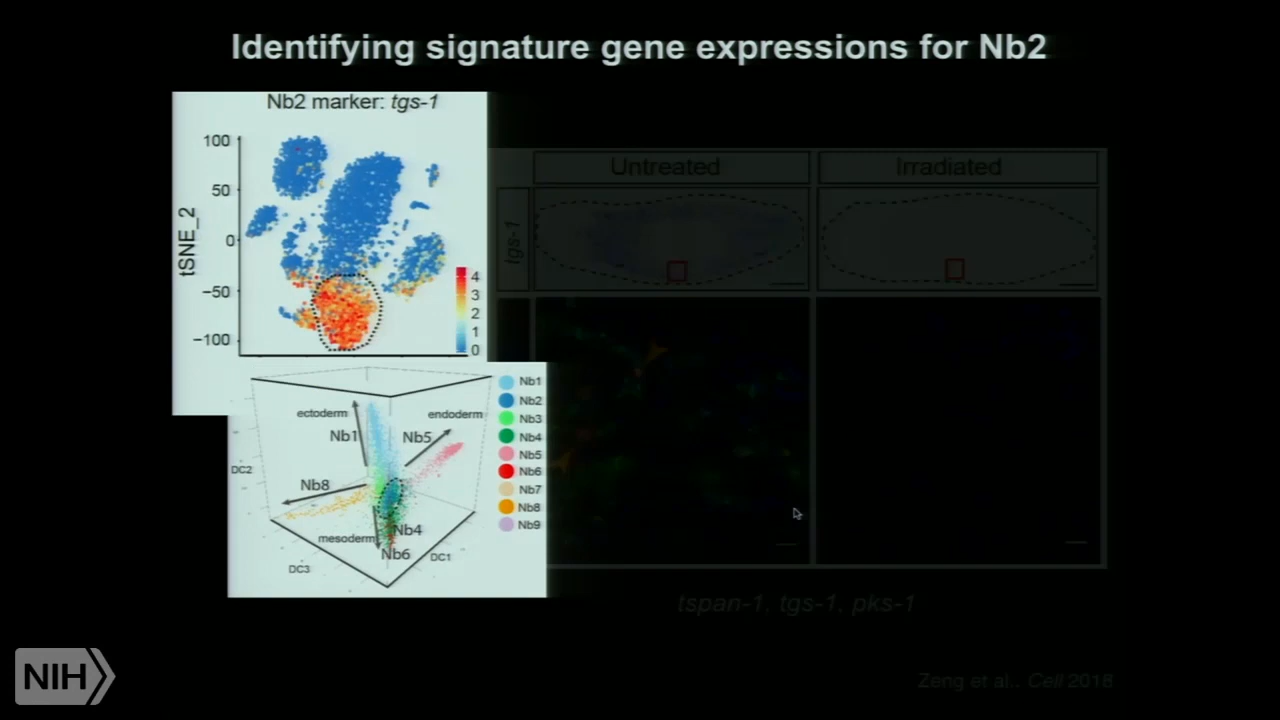 Identifying signature gene expressions for Nb2
Nb2 marker: tgs-1
100
50
0
−50
−100
tSNE_2
4
3
2
1
0
Untreated
Irradiated
tgs-1
ectoderm
endoderm
Nb1
Nb5
Nb8
Nb4
mesoderm
Nb6
DC2
DC3
DC1
Nb1
Nb2
Nb3
Nb4
Nb5
Nb6
Nb7
Nb8
Nb9
tspan-1, tgs-1, pks-1
Zeng et al., Cell 2018
NIH